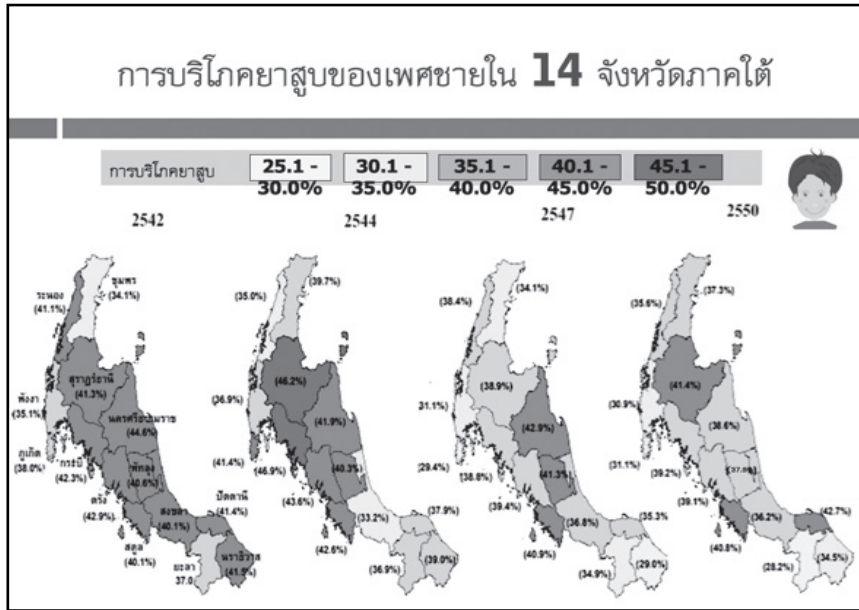 การบริโภคยาสูบของเพศชายใน 14 จังหวัดภาคใต้
การบริโภคยาสูบ
25.1 - 30.0%
30.1 - 35.0%
35.1 - 40.0%
40.1 - 45.0%
45.1 - 50.0%
2542
2544
2547
2550
ชุมพร
(34.1%)
ระนอง
(41.1%)
สุราฎร์ธานี
(41.3%)
พังงา
(35.1%)
นครศรีธรรมราช
(44.6%)
ภูเก็ต
(38.0%)
กระบี่
(42.3%)
พัทลุง
(40.6%)
ตรัง
(42.9%)
สงขลา
(40.1%)
ปัตตานี
(41.4%)
สตูล
(40.1%)
ยะลา
37.0
นราธิวาส
(41.5%)
(39.7%)
(35.0%)
(46.2%)
(36.9%)
(41.9%)
(41.4%)
(46.9%)
(40.3%)
(43.6%)
(33.2%)
(37.9%)
(42.6%)
(39.0%)
(36.9%)
(34.1%)
(38.4%)
(38.9%)
31.1%)
(42.9%)
(29.4%)
(38.8%)
(41.3%)
(39.4%)
(36.8%)
(35.3%)
(40.9%)
(29.0%)
(34.9%)
(37.3%)
(35.6%)
(41.4%)
(30.9%)
(38.6%)
(31.1%)
(39.2%)
(39.1%)
(36.2%)
(42.7%)
(40.8%)
(34.5%)
(28.2%)